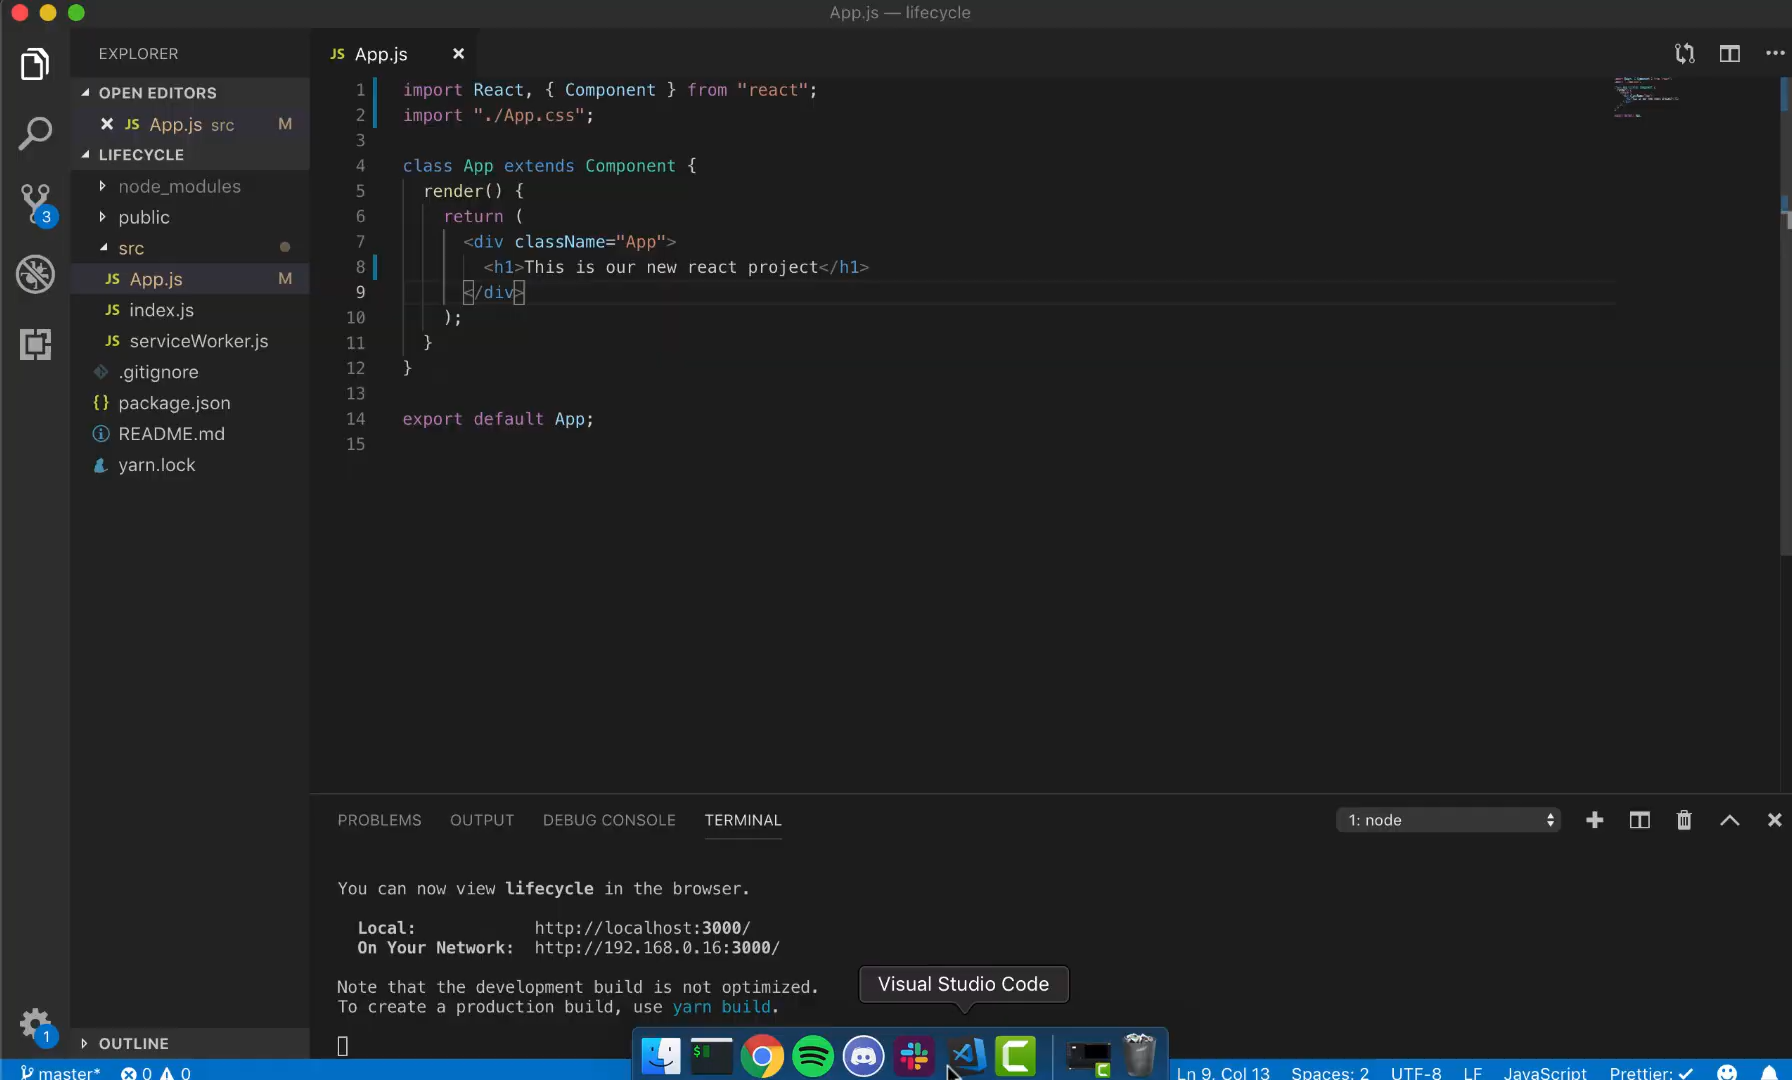 App.js — lifecycle
EXPLORER
OPEN EDITORS
JS App.js src M
LIFECYCLE
node_modules
public
src
JS App.js M
JS index.js
JS serviceWorker.js
.gitignore
{} package.json
README.md
yarn.lock
OUTLINE
3
1
JS App.js
1 import React, { Component } from "react";
2 import "./App.css";
3
4 class App extends Component {
5 render() {
6 return (
7 <div className="App">
8 <h1>This is our new react project</h1>
9 </div>
10 );
11 }
12 }
13
14 export default App;
15
PROBLEMS OUTPUT DEBUG CONSOLE TERMINAL 1: node
You can now view lifecycle in the browser.
Local: http://localhost:3000/
On Your Network: http://192.168.0.16:3000/
Note that the development build is not optimized.
To create a production build, use yarn build.
Visual Studio Code
master* 0 0 Ln 9, Col 13 Spaces: 2 UTF-8 LF JavaScript Prettier: ✓